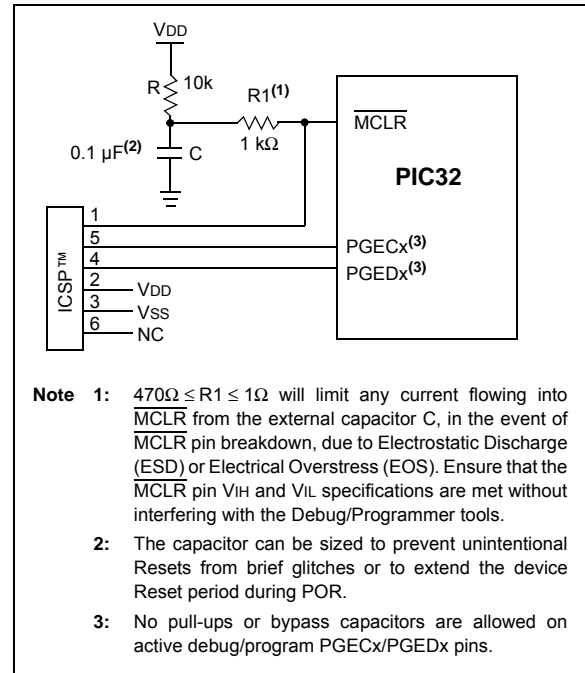 VDD
R 10k
R1(1)
1 kΩ
0.1 µF(2)
C
MCLR
PIC32
PGECx(3)
PGEDx(3)
ICSP™
1
5
4
2 VDD
3 VSS
6 NC
Note 1: 470Ω ≤ R1 ≤ 1Ω will limit any current flowing into
MCLR from the external capacitor C, in the event of
MCLR pin breakdown, due to Electrostatic Discharge
(ESD) or Electrical Overstress (EOS). Ensure that the
MCLR pin VIH and VIL specifications are met without
interfering with the Debug/Programmer tools.
2: The capacitor can be sized to prevent unintentional
Resets from brief glitches or to extend the device
Reset period during POR.
3: No pull-ups or bypass capacitors are allowed on
active debug/program PGECx/PGEDx pins.